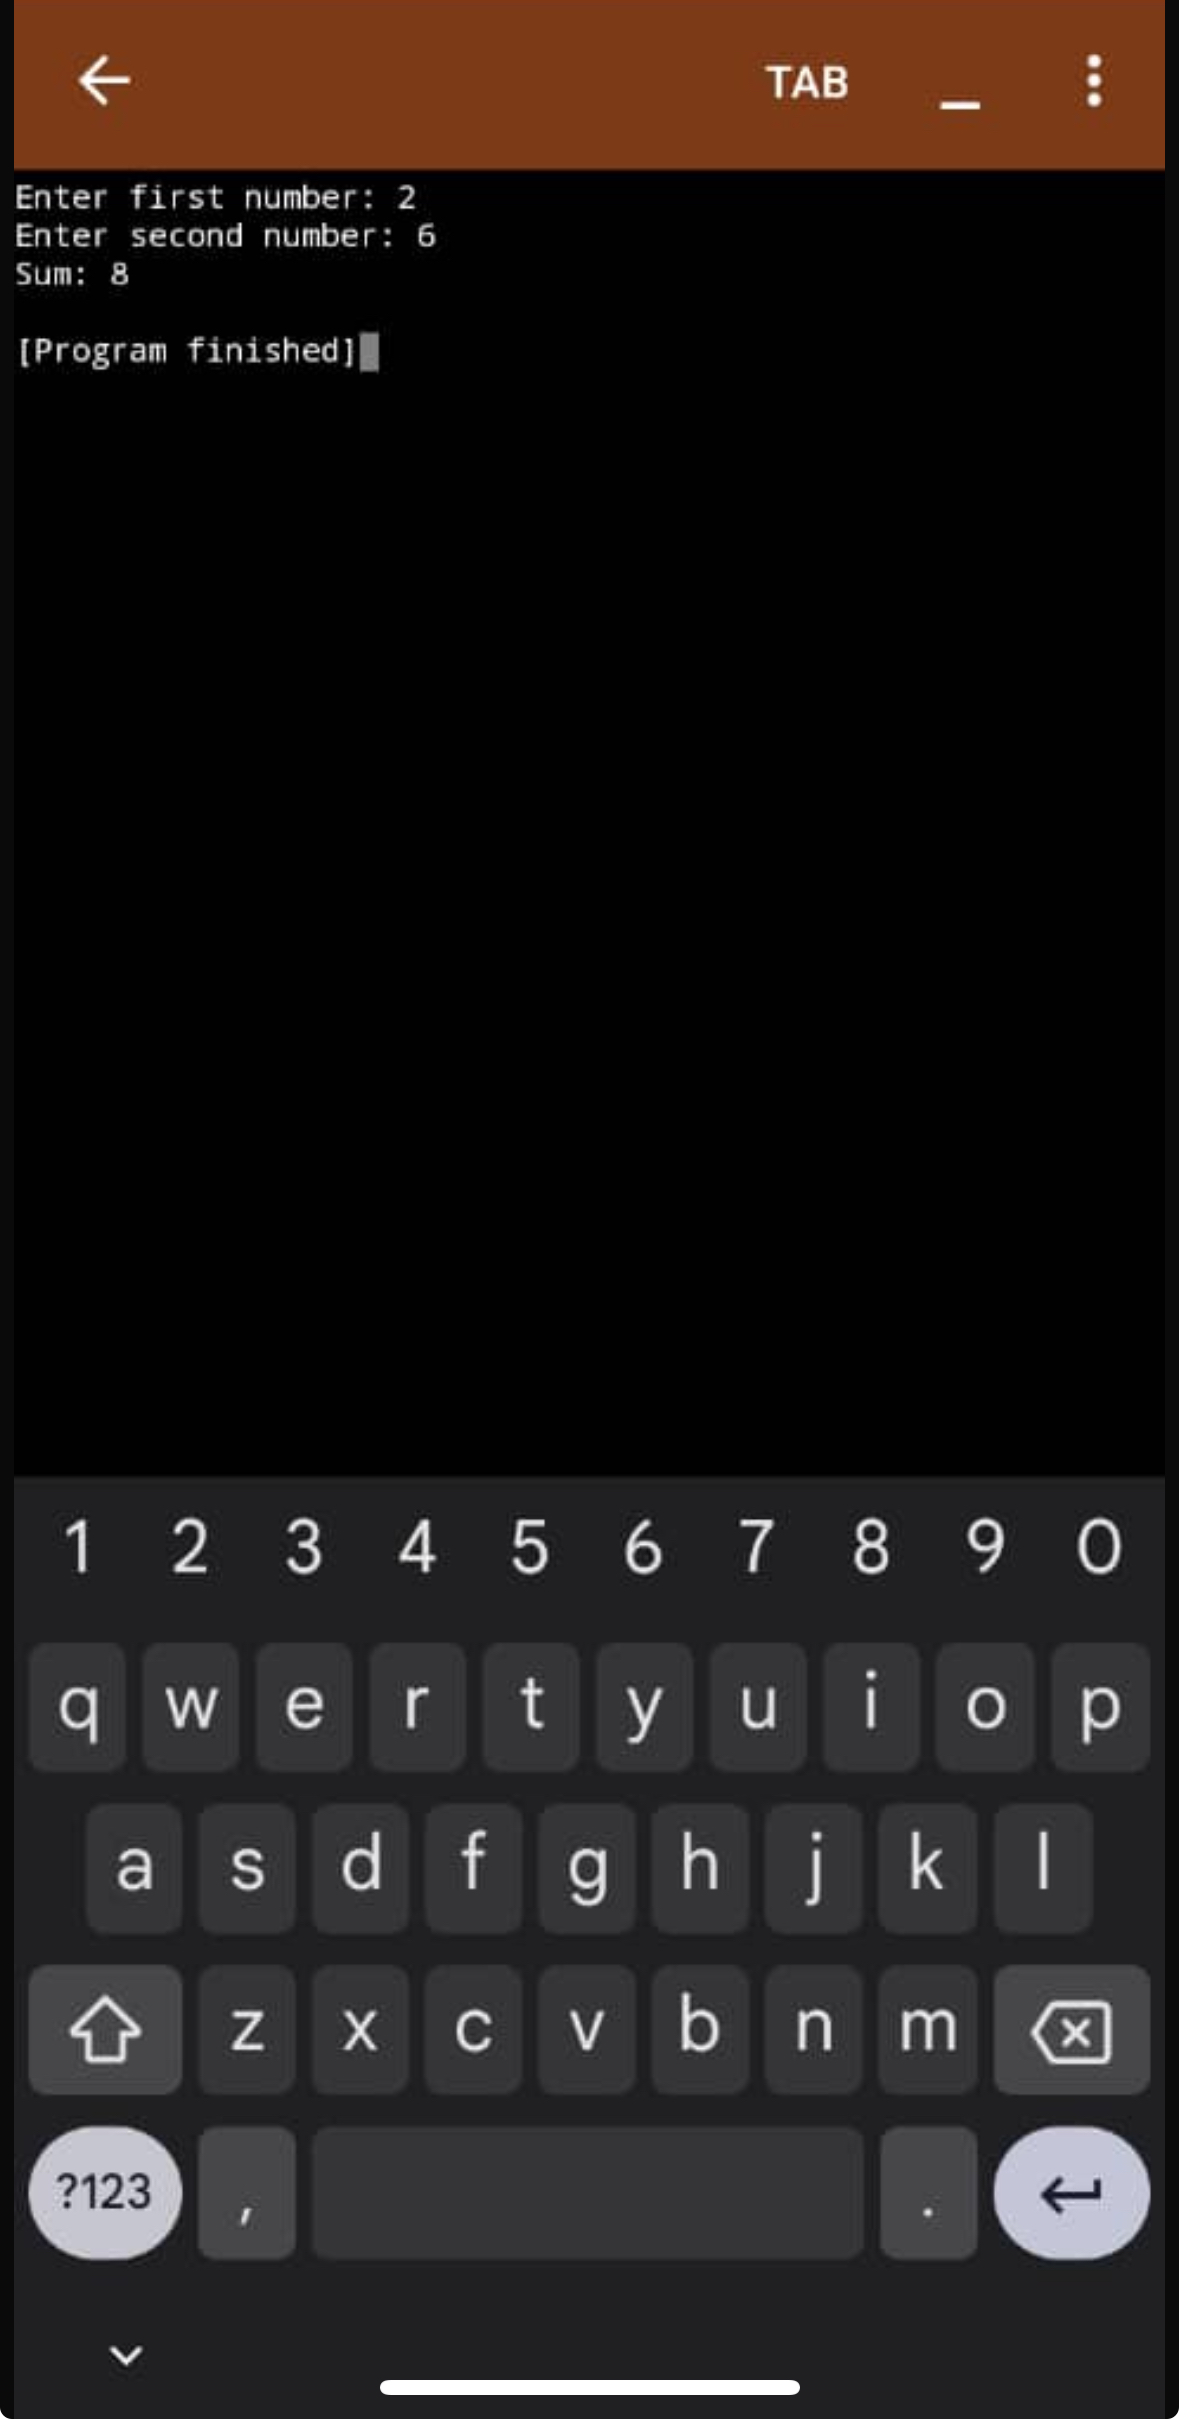 TAB
Enter first number: 2
Enter second number: 6
Sum: 8
[Program finished]
1 2 3 4 5 6 7 8 9 0
q w e r t y u i o p
a s d f g h j k l
z x c v b n m
?123 , .